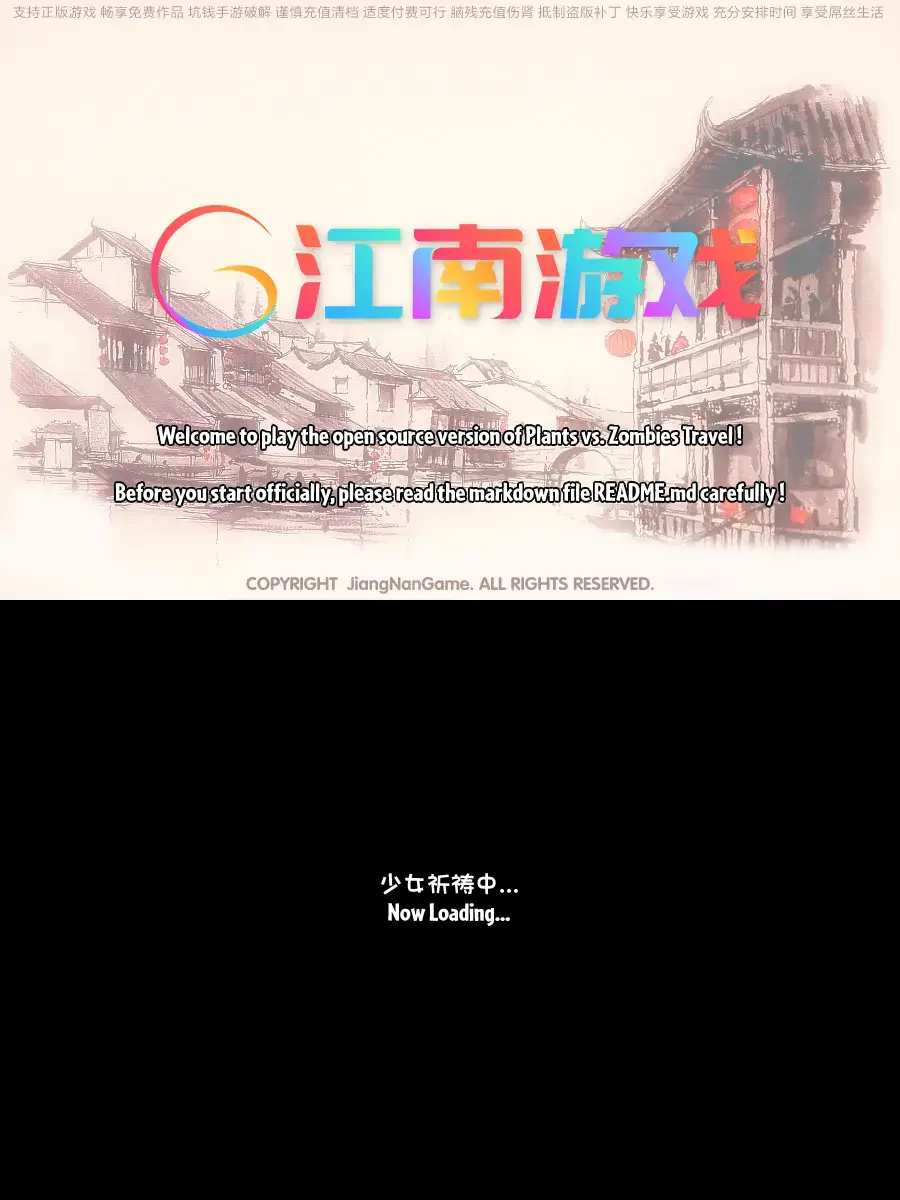 支持正版游戏 畅享免费作品 坑钱手游破解 谨慎充值清档 适度付费可行 脑残充值伤肾 抵制盗版补丁 快乐享受游戏 充分安排时间 享受屌丝生活
江南游戏
Welcome to play the open source version of Plants vs. Zombies Travel !
Before you start officially, please read the markdown file README.md carefully !
COPYRIGHT JiangNanGame. ALL RIGHTS RESERVED.
少女祈祷中...
Now Loading...